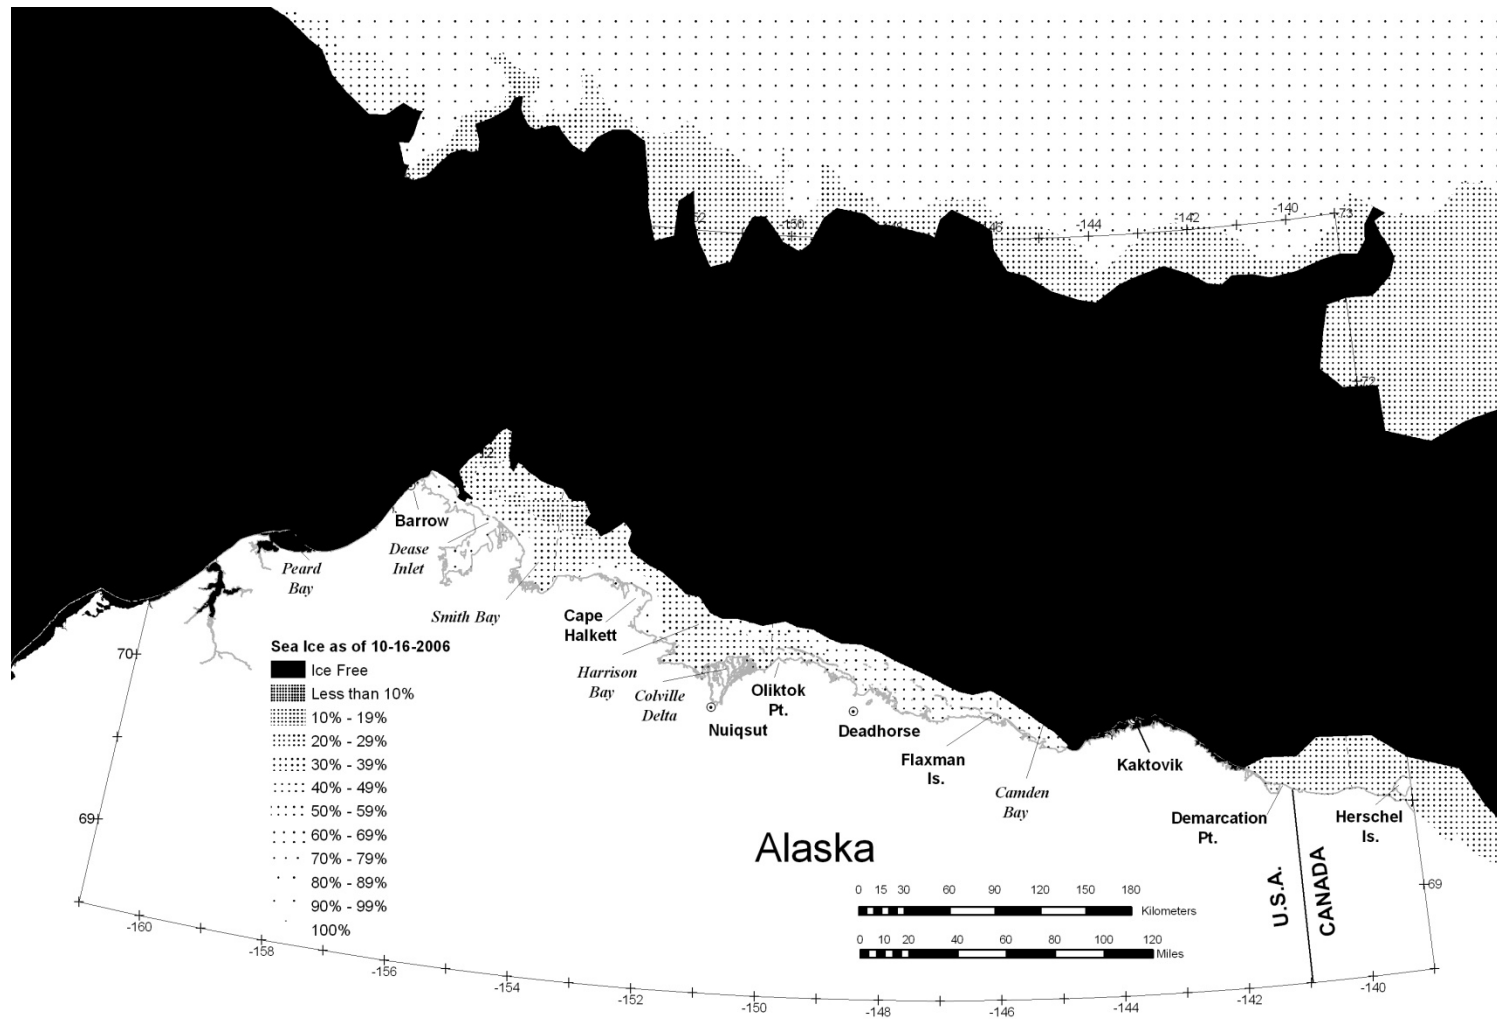 -144
-142
-140
-73
-150
-146
-72
Barrow
Dease
Inlet
Peard
Bay
Smith Bay
Cape
Halkett
Harrison
Bay
Colville
Delta
Oliktok
Pt.
Nuiqsut
Deadhorse
Flaxman
Is.
Camden
Bay
Kaktovik
Demarcation
Pt.
Herschel
Is.
70
69
Sea Ice as of 10-16-2006
Ice Free
Less than 10%
10% - 19%
20% - 29%
30% - 39%
40% - 49%
50% - 59%
60% - 69%
70% - 79%
80% - 89%
90% - 99%
100%
Alaska
U.S.A.
CANADA
69
0 15 30 60 90 120 150 180
Kilometers
0 10 20 40 60 80 100 120
Miles
-160
-158
-156
-154
-152
-150
-148
-146
-144
-142
-140